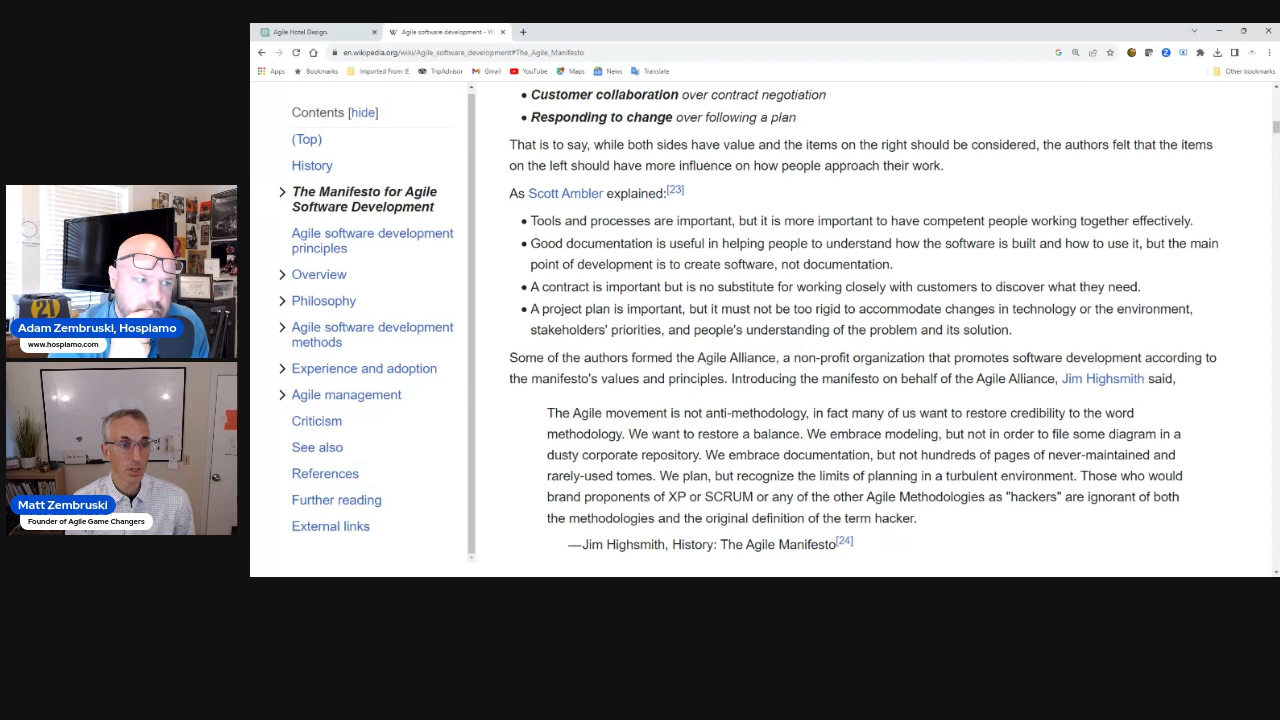 Agile Hotel Design
Agile software development - Wi
en.wikipedia.org/wiki/Agile_software_development#The_Agile_Manifesto
Apps Bookmarks Imported From IE TripAdvisor Gmail YouTube Maps News Translate Other bookmarks
Contents [hide]
(Top)
History
The Manifesto for Agile
Software Development
Agile software development
principles
Overview
Philosophy
Agile software development
methods
Experience and adoption
Agile management
Criticism
See also
References
Further reading
External links
• Customer collaboration over contract negotiation
• Responding to change over following a plan
That is to say, while both sides have value and the items on the right should be considered, the authors felt that the items
on the left should have more influence on how people approach their work.
As Scott Ambler explained:[23]
• Tools and processes are important, but it is more important to have competent people working together effectively.
• Good documentation is useful in helping people to understand how the software is built and how to use it, but the main
point of development is to create software, not documentation.
• A contract is important but is no substitute for working closely with customers to discover what they need.
• A project plan is important, but it must not be too rigid to accommodate changes in technology or the environment,
stakeholders' priorities, and people's understanding of the problem and its solution.
Some of the authors formed the Agile Alliance, a non-profit organization that promotes software development according to
the manifesto's values and principles. Introducing the manifesto on behalf of the Agile Alliance, Jim Highsmith said,
The Agile movement is not anti-methodology, in fact many of us want to restore credibility to the word
methodology. We want to restore a balance. We embrace modeling, but not in order to file some diagram in a
dusty corporate repository. We embrace documentation, but not hundreds of pages of never-maintained and
rarely-used tomes. We plan, but recognize the limits of planning in a turbulent environment. Those who would
brand proponents of XP or SCRUM or any of the other Agile Methodologies as "hackers" are ignorant of both
the methodologies and the original definition of the term hacker.
—Jim Highsmith, History: The Agile Manifesto[24]
21
Adam Zembruski, Hospiamo
www.hospiamo.com
Matt Zembruski
Founder of Agile Game Changers